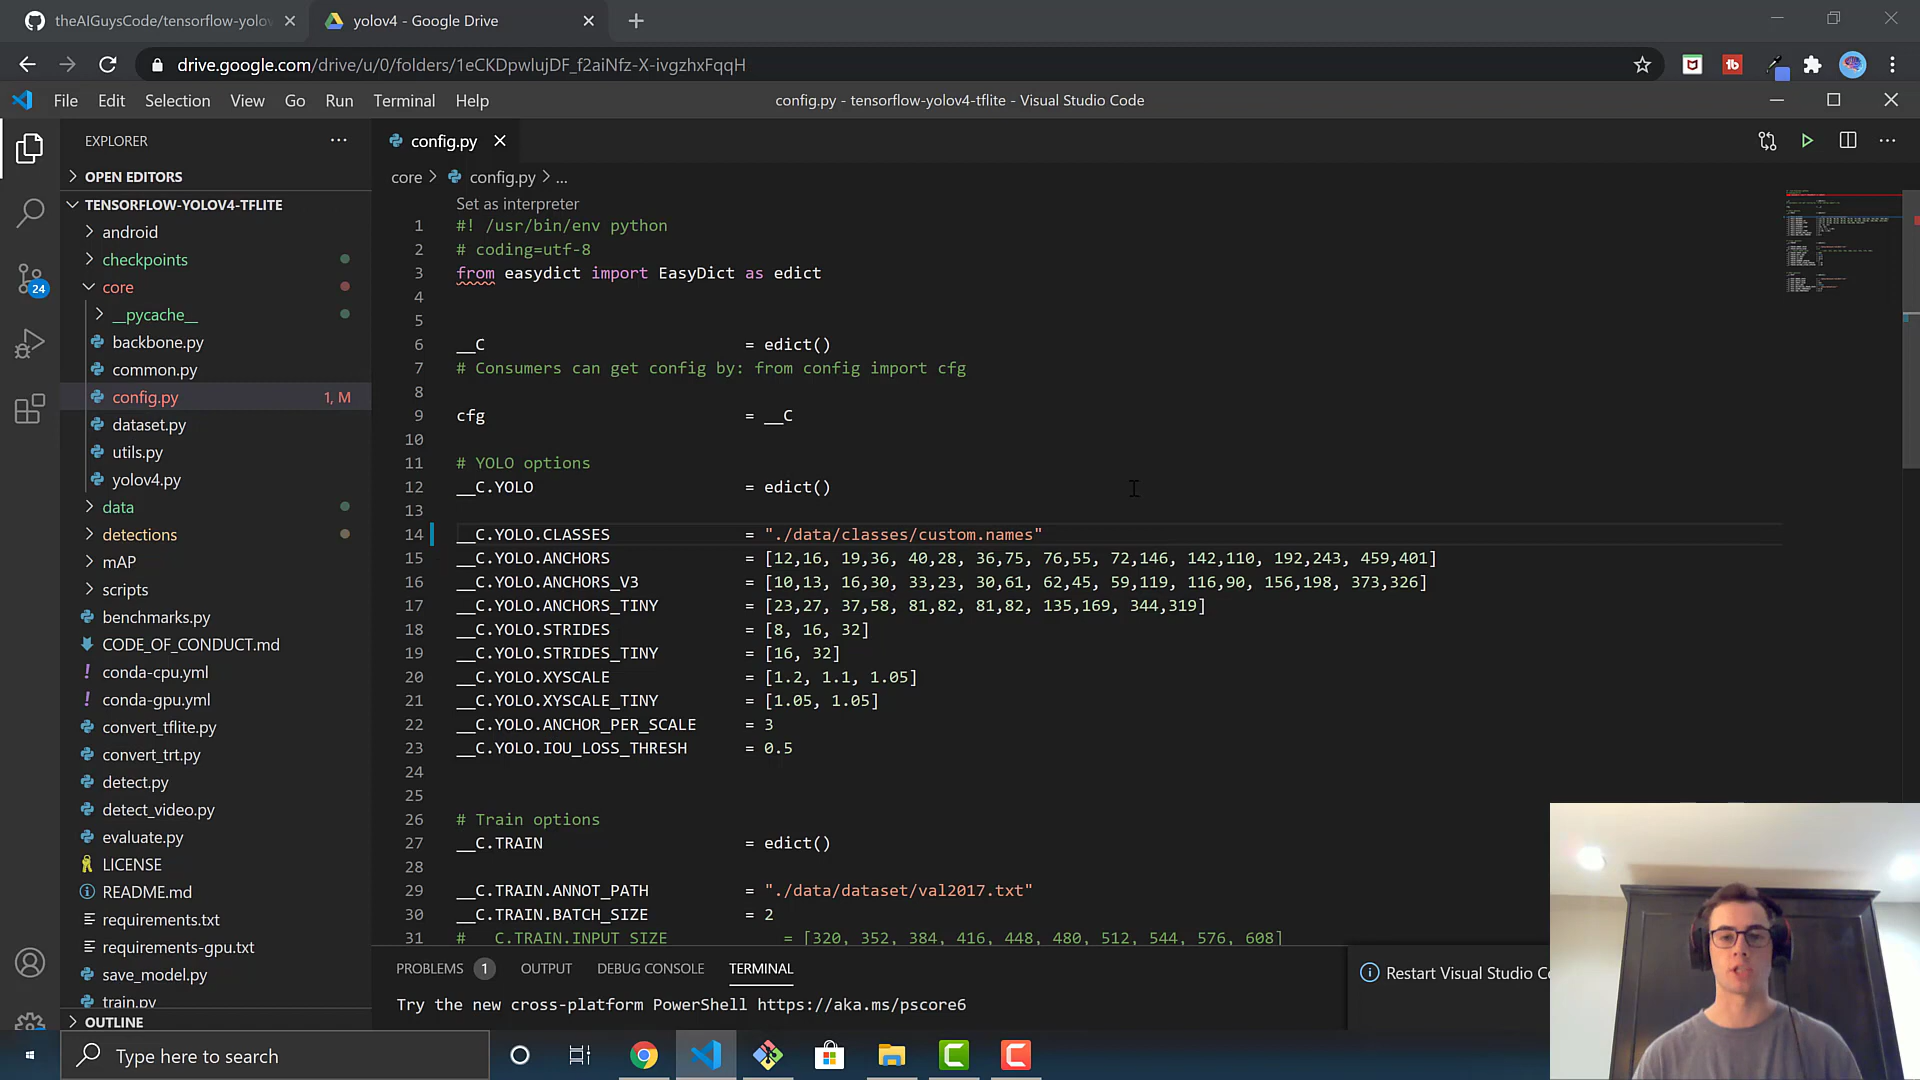 theAIGuysCode/tensorflow-yolov
yolov4 - Google Drive
drive.google.com/drive/u/0/folders/1eCKDpwlujDF_f2aiNfz-X-ivgzhxFqqH
File Edit Selection View Go Run Terminal Help
config.py - tensorflow-yolov4-tflite - Visual Studio Code
EXPLORER
OPEN EDITORS
TENSORFLOW-YOLOV4-TFLITE
android
checkpoints
24
core
__pycache__
backbone.py
common.py
config.py 1, M
dataset.py
utils.py
yolov4.py
data
detections
mAP
scripts
benchmarks.py
CODE_OF_CONDUCT.md
conda-cpu.yml
conda-gpu.yml
convert_tflite.py
convert_trt.py
detect.py
detect_video.py
evaluate.py
LICENSE
README.md
requirements.txt
requirements-gpu.txt
save_model.py
train.py
OUTLINE
config.py
core > config.py > ...
Set as interpreter
1 #! /usr/bin/env python
2 # coding=utf-8
3 from easydict import EasyDict as edict
4
5
6 __C = edict()
7 # Consumers can get config by: from config import cfg
8
9 cfg = __C
10
11 # YOLO options
12 __C.YOLO = edict()
13
14 __C.YOLO.CLASSES = "./data/classes/custom.names"
15 __C.YOLO.ANCHORS = [12,16, 19,36, 40,28, 36,75, 76,55, 72,146, 142,110, 192,243, 459,401]
16 __C.YOLO.ANCHORS_V3 = [10,13, 16,30, 33,23, 30,61, 62,45, 59,119, 116,90, 156,198, 373,326]
17 __C.YOLO.ANCHORS_TINY = [23,27, 37,58, 81,82, 81,82, 135,169, 344,319]
18 __C.YOLO.STRIDES = [8, 16, 32]
19 __C.YOLO.STRIDES_TINY = [16, 32]
20 __C.YOLO.XYSCALE = [1.2, 1.1, 1.05]
21 __C.YOLO.XYSCALE_TINY = [1.05, 1.05]
22 __C.YOLO.ANCHOR_PER_SCALE = 3
23 __C.YOLO.IOU_LOSS_THRESH = 0.5
24
25
26 # Train options
27 __C.TRAIN = edict()
28
29 __C.TRAIN.ANNOT_PATH = "./data/dataset/val2017.txt"
30 __C.TRAIN.BATCH_SIZE = 2
31 # __C.TRAIN.INPUT_SIZE = [320, 352, 384, 416, 448, 480, 512, 544, 576, 608]
PROBLEMS 1 OUTPUT DEBUG CONSOLE TERMINAL
Try the new cross-platform PowerShell https://aka.ms/pscore6
Restart Visual Studio Co
Type here to search